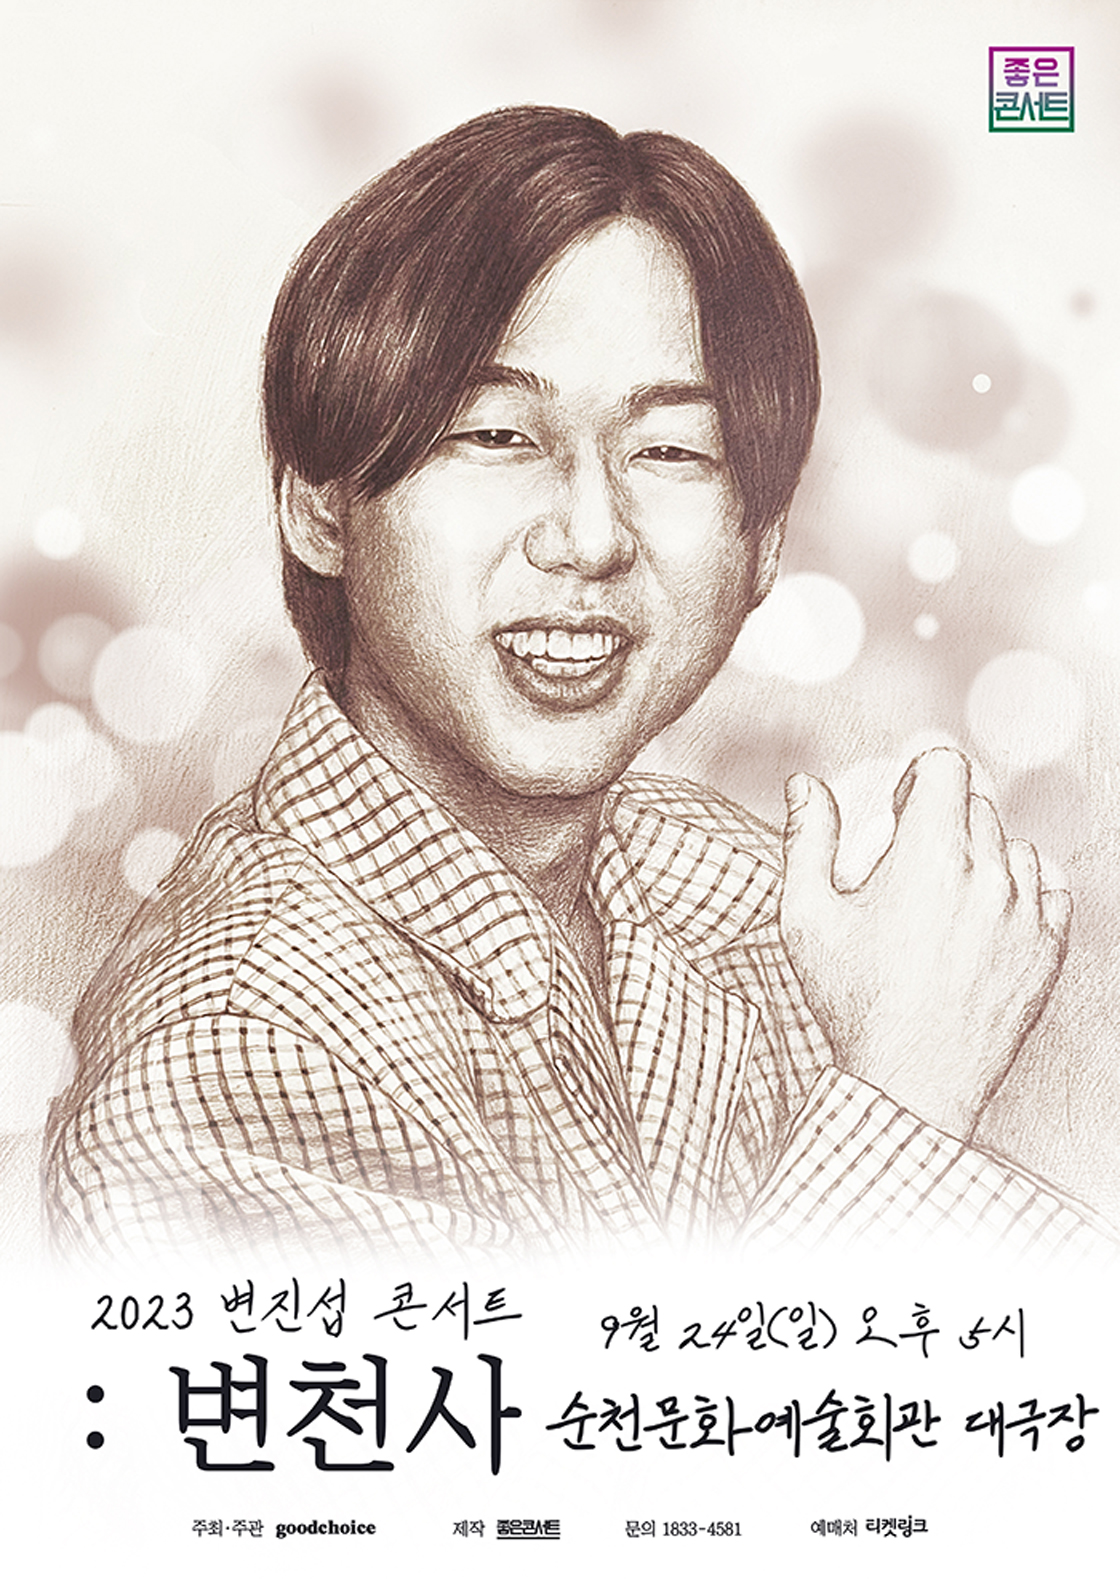 좋은
콘서트
2023 변진섭 콘서트
: 변천사
9월 24일(일) 오후 5시
순천문화예술회관 대극장
주최·주관 goodchoice 제작 좋은콘서트 문의 1833-4581 예매처 티켓링크